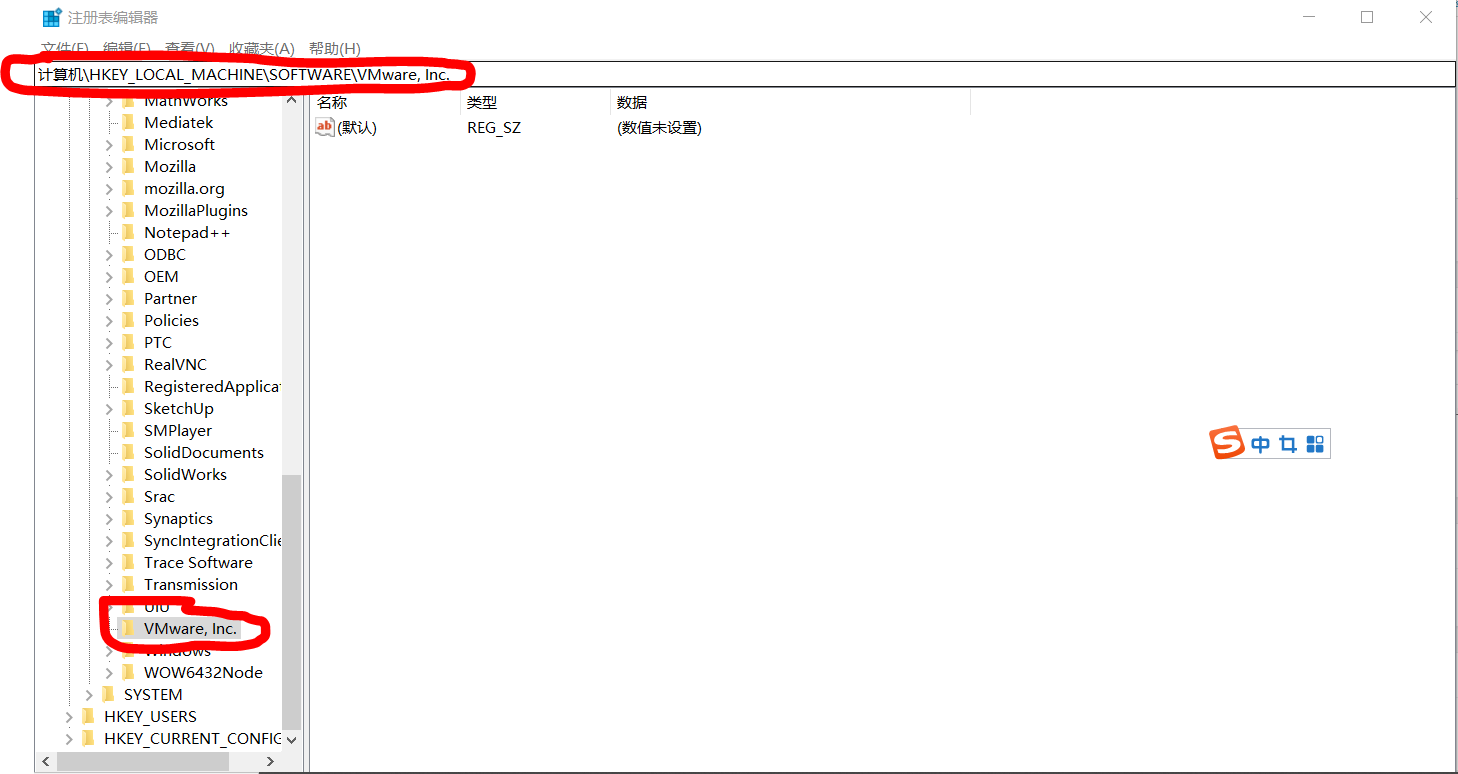 注册表编辑器
文件(F) 编辑(E) 查看(V) 收藏夹(A) 帮助(H)
计算机\HKEY_LOCAL_MACHINE\SOFTWARE\VMware, Inc.
名称 类型 数据
ab (默认) REG_SZ (数值未设置)
MathWorks
Mediatek
Microsoft
Mozilla
mozilla.org
MozillaPlugins
Notepad++
ODBC
OEM
Partner
Policies
PTC
RealVNC
RegisteredApplicat
SketchUp
SMPlayer
SolidDocuments
SolidWorks
Srac
Synaptics
SyncIntegrationClie
Trace Software
Transmission
UIU
VMware, Inc.
Windows
WOW6432Node
SYSTEM
HKEY_USERS
HKEY_CURRENT_CONFIG
S 中